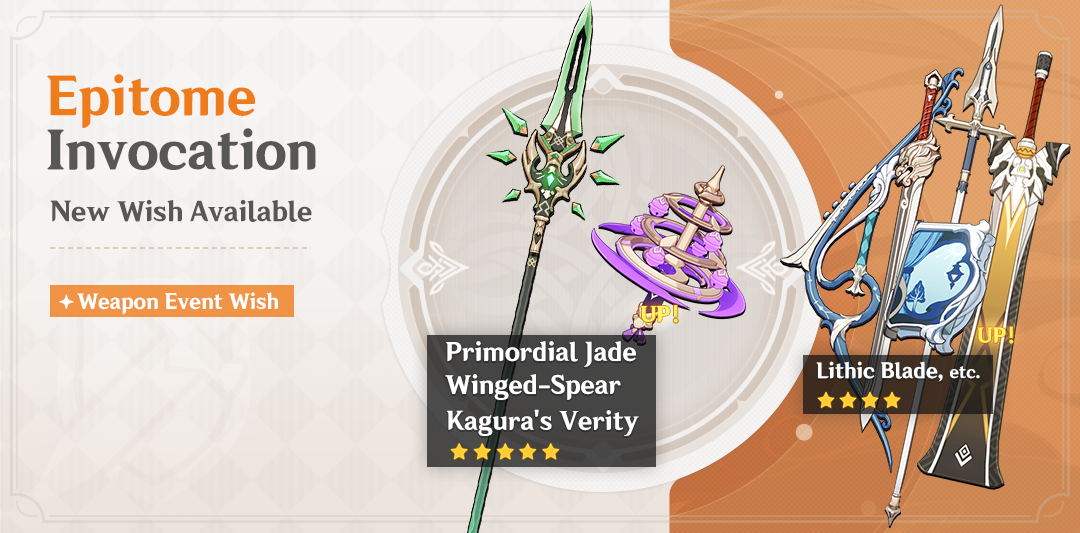 Epitome
Invocation
New Wish Available
Weapon Event Wish
UP!
Primordial Jade
Winged-Spear
Kagura's Verity
UP!
Lithic Blade, etc.